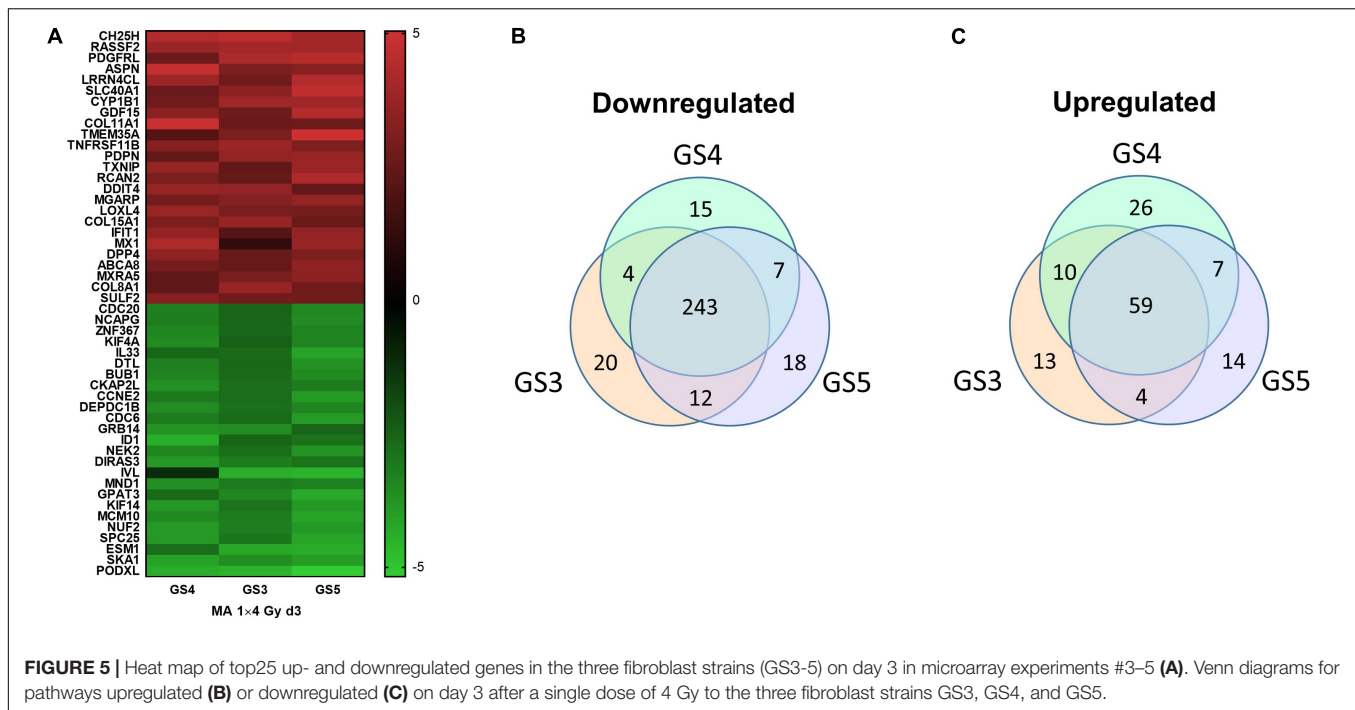 A
CH25H
RASSF2
PDGFRL
ASPN
LRRN4CL
SLC40A1
CYP1B1
GDF15
COL11A1
TMEM35A
TNFRSF11B
PDPN
TXNIP
RCAN2
DDIT4
MGARP
LOXL4
COL15A1
IFIT1
MX1
DPP4
ABCA8
MXRA5
COL8A1
SULF2
CDC20
NCAPG
ZNF367
KIF4A
IL33
DTL
BUB1
CKAP2L
CCNE2
DEPDC1B
CDC6
GRB14
ID1
NEK2
DIRAS3
IVL
MND1
GPAT3
KIF14
MCM10
NUF2
SPC25
ESM1
SKA1
PODXL
GS4 GS3 GS5
MA 1×4 Gy d3
5
0
-5
B
Downregulated
GS4
15
4
7
243
20
18
GS3
GS5
12
C
Upregulated
GS4
26
10
7
59
13
14
GS3
GS5
4
FIGURE 5 | Heat map of top25 up- and downregulated genes in the three fibroblast strains (GS3-5) on day 3 in microarray experiments #3–5 (A). Venn diagrams for
pathways upregulated (B) or downregulated (C) on day 3 after a single dose of 4 Gy to the three fibroblast strains GS3, GS4, and GS5.